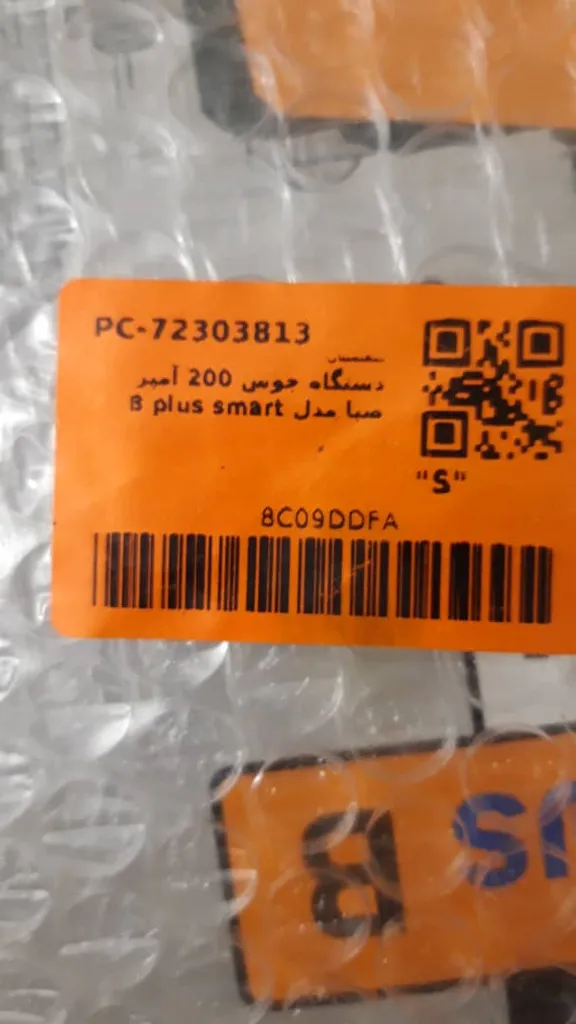 PC-72303813
دستگاه جوش 200 آمپر
صبا مدل B plus smart
"S"
8C09DDFA
B